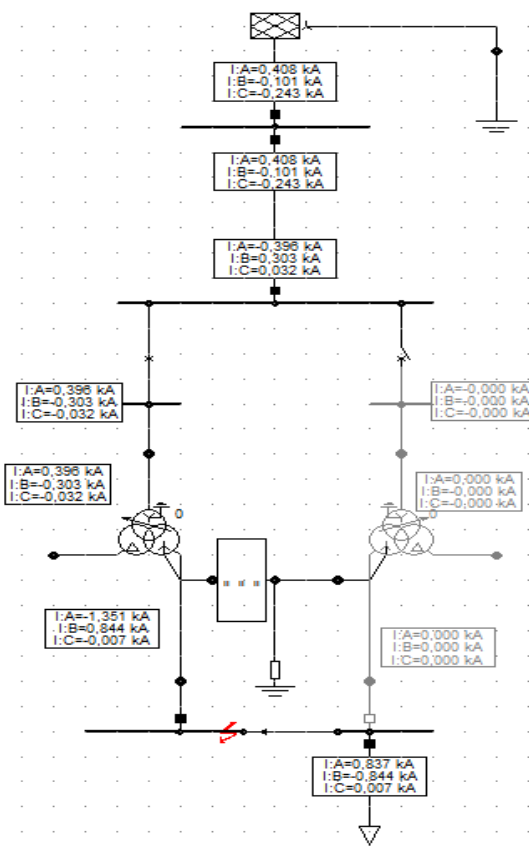 I:A=0,408 kA
I:B=-0,101 kA
I:C=-0,243 kA
I:A=0,408 kA
I:B=-0,101 kA
I:C=-0,243 kA
I:A=-0,396 kA
I:B=0,303 kA
I:C=0,032 kA
I:A=0,396 kA
I:B=-0,303 kA
I:C=-0,032 kA
I:A=-0,000 kA
I:B=-0,000 kA
I:C=-0,000 kA
I:A=0,396 kA
I:B=-0,303 kA
I:C=-0,032 kA
0
I:A=0,000 kA
I:B=-0,000 kA
I:C=-0,000 kA
0
I:A=-1,351 kA
I:B=0,844 kA
I:C=-0,007 kA
I:A=0,000 kA
I:B=0,000 kA
I:C=0,000 kA
I:A=0,837 kA
I:B=-0,844 kA
I:C=0,007 kA